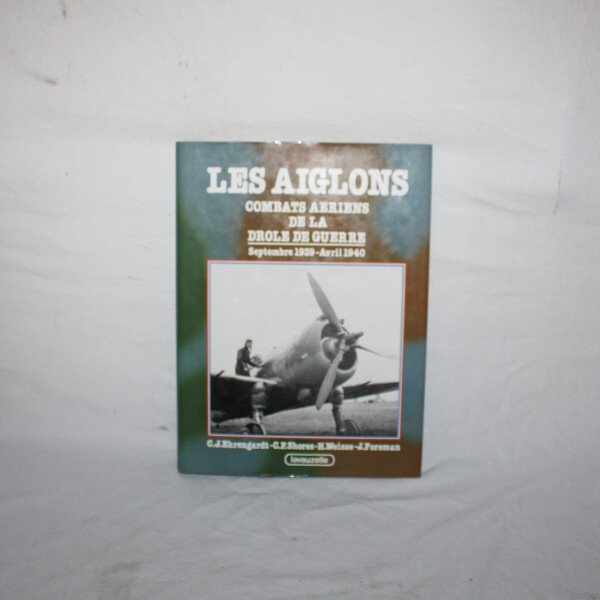 LES AIGLONS
COMBATS AERIENS
DE LA
DROLE DE GUERRE
Septembre 1939-Avril 1940
C.J.Ehrengardt-C.F.Shores-H.Weisse-J.Foreman
lavauzelle